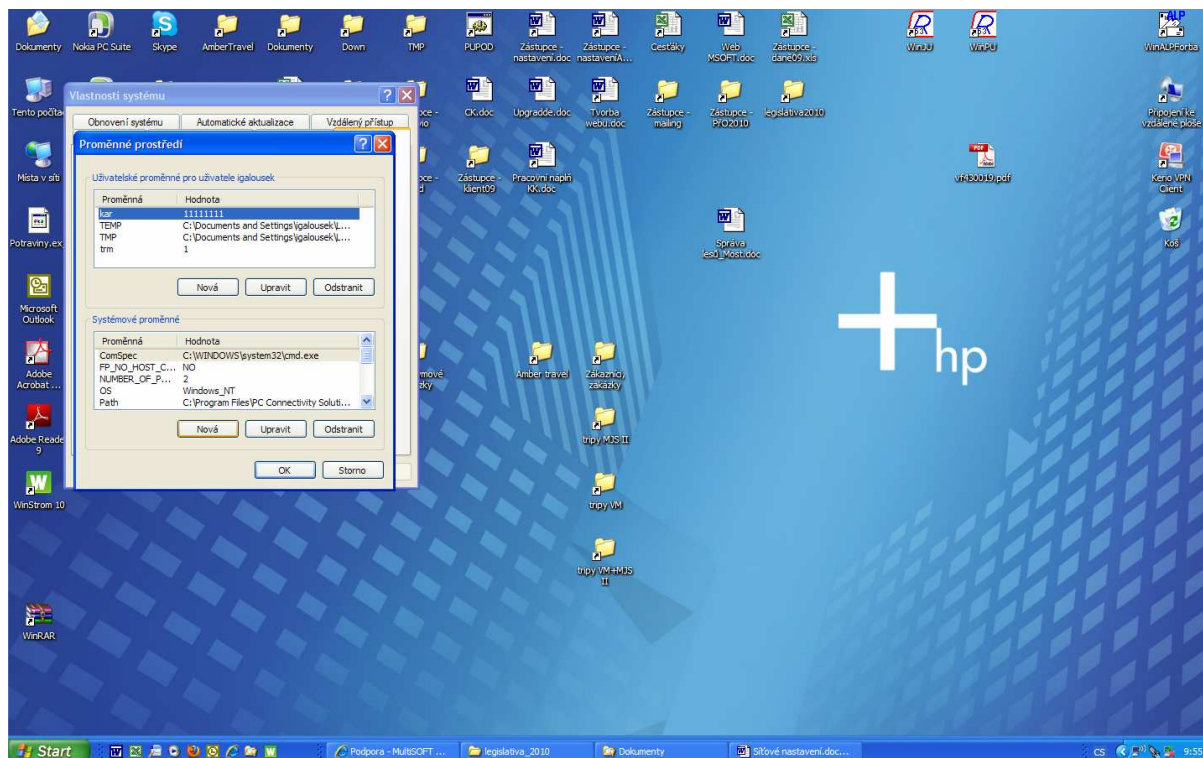 Dokumenty Nokia PC Suite Skype AmberTravel Dokumenty Down TMP PUPOD Zástupce - Zástupce - Cestáky Web Zástupce - WinJU WinPU WinALPForba
nastaveni.doc nastaveniA... MSOFT.doc dane09.xls
Vlastnosti systému
Tento počíta CK.doc Upgradde.doc Tvorba Zástupce - Zástupce - legislativa2010 Připojení ke
webu.doc mailing PřO2010 vzdálené ploše
Obnovení systému Automatické aktualizace Vzdálený přístup
Proměnné prostředí
Místa v síti Zástupce - Pracovní náplň vf430019.pdf Kerio VPN
klient09 KK.doc Client
Uživatelské proměnné pro uživatele igalousek
Proměnná Hodnota
kar 11111111
TEMP C:\Documents and Settings\igalousek\L...
TMP C:\Documents and Settings\igalousek\L...
trm 1
Potraviny.ex Správa Koš
lesů_Most.doc
Nová Upravit Odstranit
Microsoft
Outlook
Systémové proměnné
Proměnná Hodnota
ComSpec C:\WINDOWS\system32\cmd.exe
FP_NO_HOST_C... NO
NUMBER_OF_P... 2
OS Windows_NT
Path C:\Program Files\PC Connectivity Soluti...
hp
Adobe Amber travel Zákazníci,
Acrobat ... zakázky
Nová Upravit Odstranit
Adobe Reade tripy MJS II
9
OK Storno
WinStrom 10 tripy VM
tripy VM+MJS
II
WinRAR
Start Podpora - MultiSOFT ... legislativa_2010 Dokumenty Síťové nastavení.doc... CS 9:55